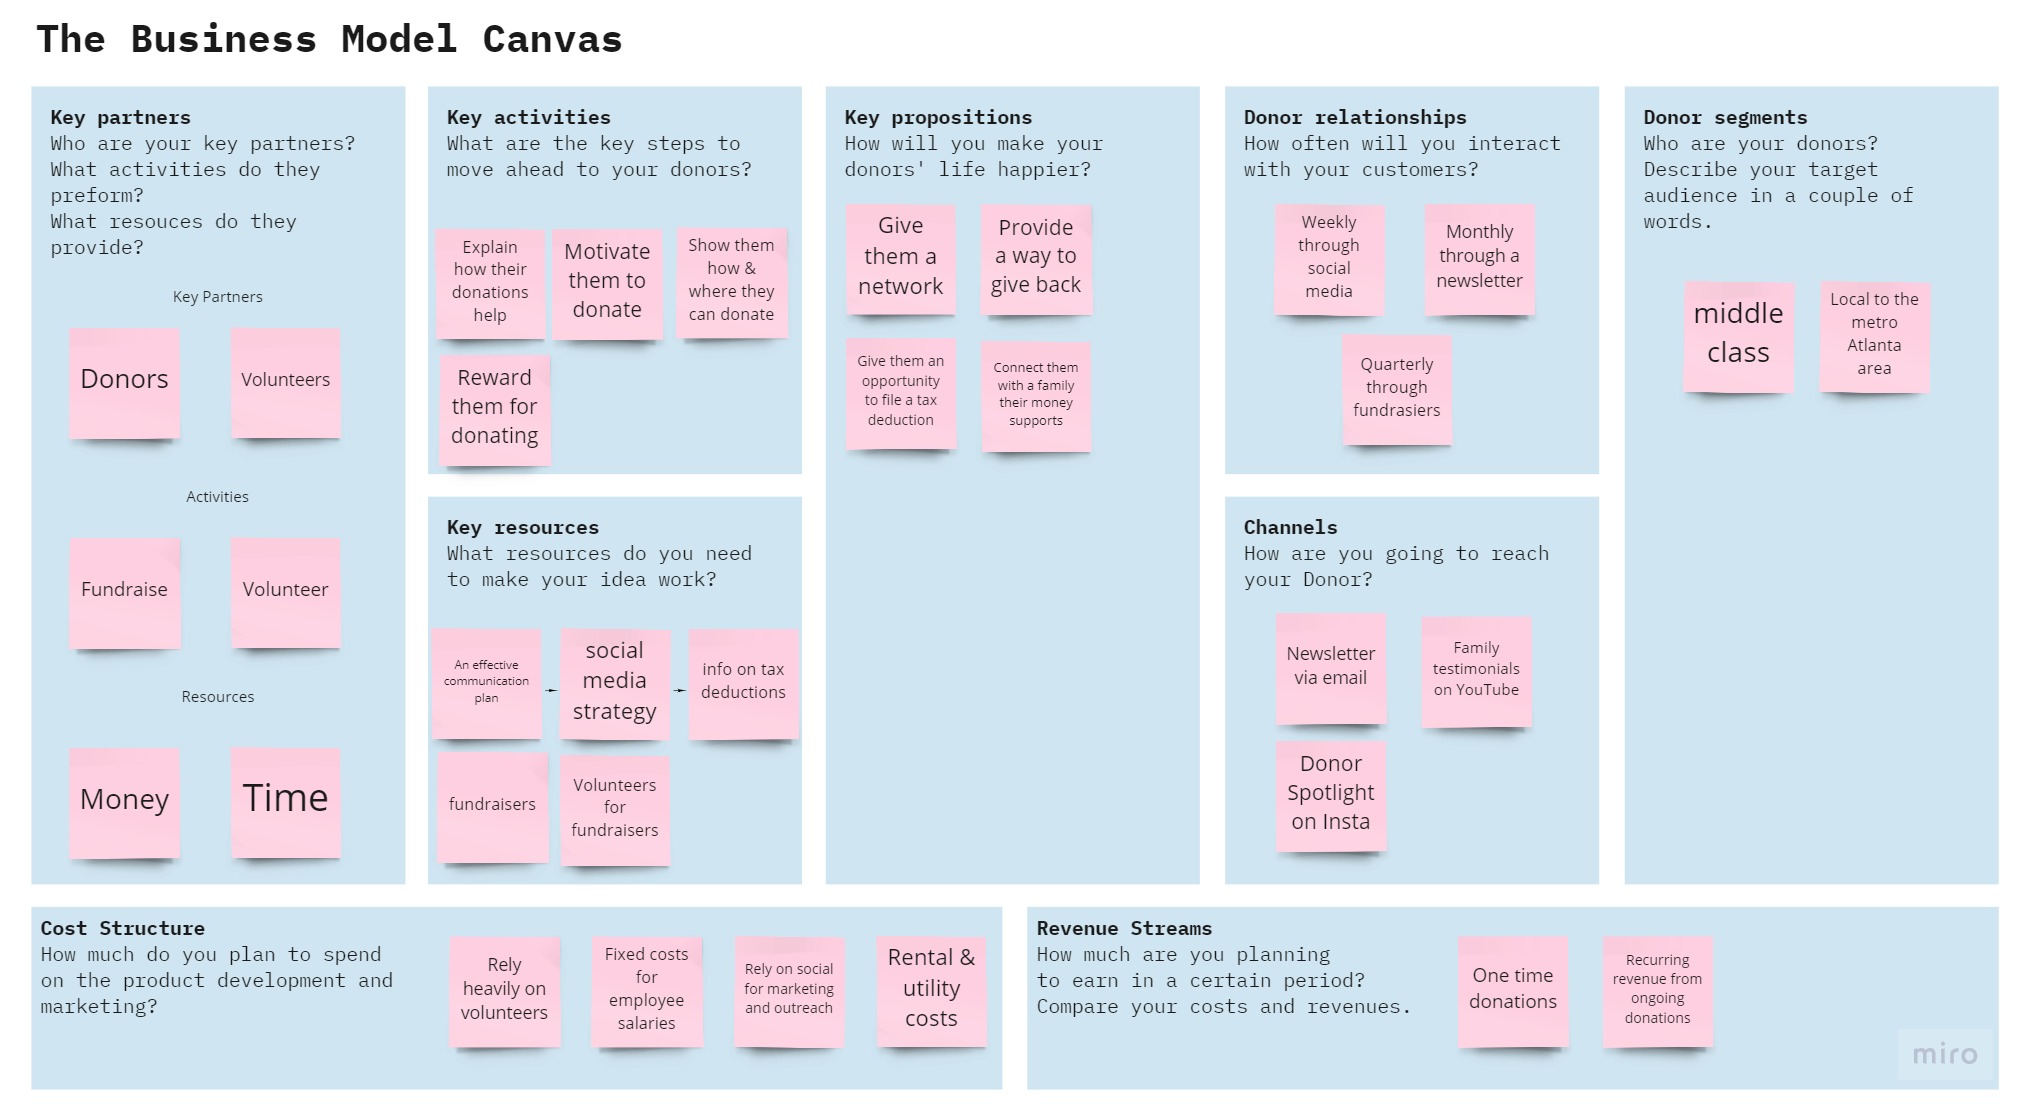 The Business Model Canvas
Key partners
Who are your key partners?
What activities do they
preform?
What resouces do they
provide?
Key Partners
Donors
Volunteers
Activities
Fundraise
Volunteer
Resources
Money
Time
Key activities
What are the key steps to
move ahead to your donors?
Explain
how their
donations
help
Motivate
them to
donate
Show them
how &
where they
can donate
Reward
them for
donating
Key resources
What resources do you need
to make your idea work?
An effective
communication
plan
social
media
strategy
info on tax
deductions
fundraisers
Volunteers
for
fundraisers
Key propositions
How will you make your
donors' life happier?
Give
them a
network
Provide
a way to
give back
Give them an
opportunity
to file a tax
deduction
Connect them
with a family
their money
supports
Donor relationships
How often will you interact
with your customers?
Weekly
through
social
media
Monthly
through a
newsletter
Quarterly
through
fundrasiers
Channels
How are you going to reach
your Donor?
Newsletter
via email
Family
testimonials
on YouTube
Donor
Spotlight
on Insta
Donor segments
Who are your donors?
Describe your target
audience in a couple of
words.
middle
class
Local to the
metro
Atlanta
area
Cost Structure
How much do you plan to spend
on the product development and
marketing?
Rely
heavily on
volunteers
Fixed costs
for
employee
salaries
Rely on social
for marketing
and outreach
Rental &
utility
costs
Revenue Streams
How much are you planning
to earn in a certain period?
Compare your costs and revenues.
One time
donations
Recurring
revenue from
ongoing
donations
miro